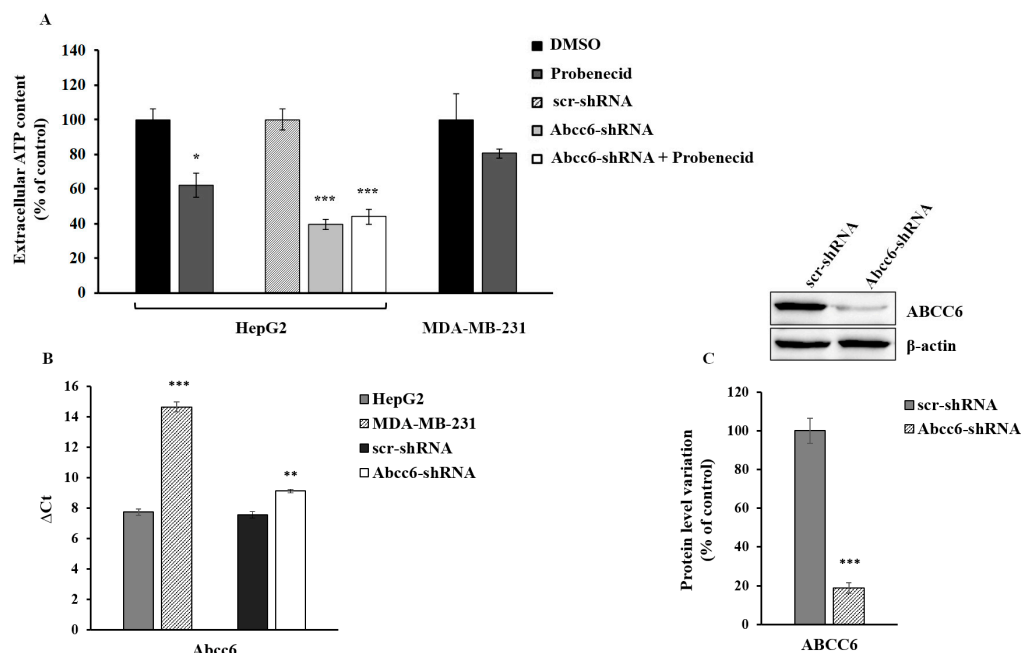 A
Extracellular ATP content
(% of control)
140
120
100
80
60
40
20
0
*
***
***
HepG2
MDA-MB-231
DMSO
Probenecid
scr-shRNA
Abcc6-shRNA
Abcc6-shRNA + Probenecid
B
ΔCt
16
14
12
10
8
6
4
2
0
***
**
Abcc6
HepG2
MDA-MB-231
scr-shRNA
Abcc6-shRNA
C
scr-shRNA
Abcc6-shRNA
ABCC6
β-actin
Protein level variation
(% of control)
120
100
80
60
40
20
0
***
ABCC6
scr-shRNA
Abcc6-shRNA